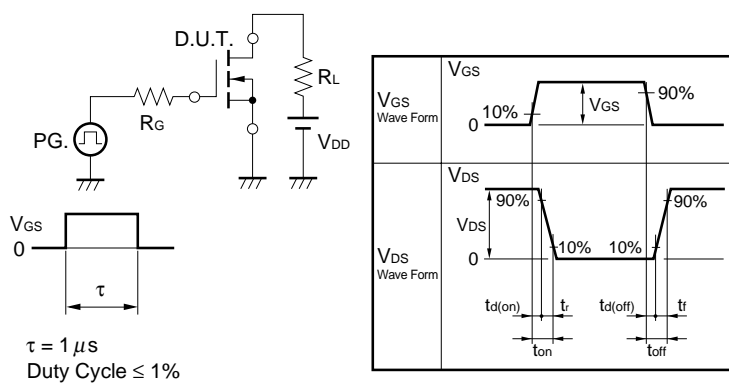 D.U.T.
RL
RG
PG.
VDD
VGS
0
τ
τ = 1 μs
Duty Cycle ≤ 1%
VGS
Wave Form
VGS
10%
VGS
90%
0
VDS
Wave Form
VDS
90%
VDS
10%
10%
90%
0
td(on)
tr
td(off)
tf
ton
toff